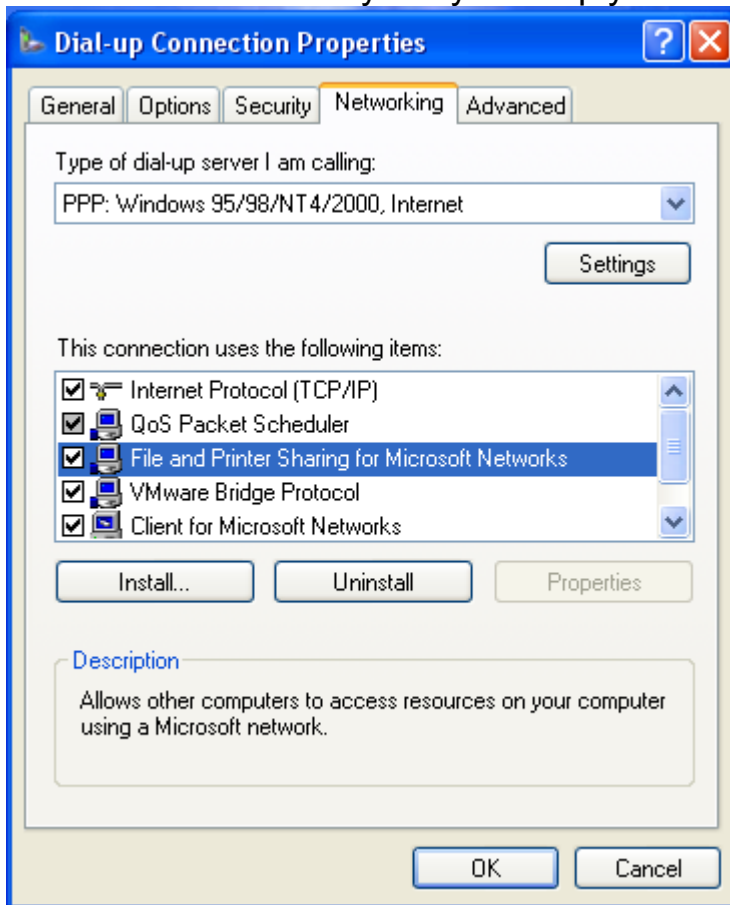 Dial-up Connection Properties
General Options Security Networking Advanced
Type of dial-up server I am calling:
PPP: Windows 95/98/NT4/2000, Internet
Settings
This connection uses the following items:
Internet Protocol (TCP/IP)
QoS Packet Scheduler
File and Printer Sharing for Microsoft Networks
VMware Bridge Protocol
Client for Microsoft Networks
Install... Uninstall Properties
Description
Allows other computers to access resources on your computer
using a Microsoft network.
OK Cancel